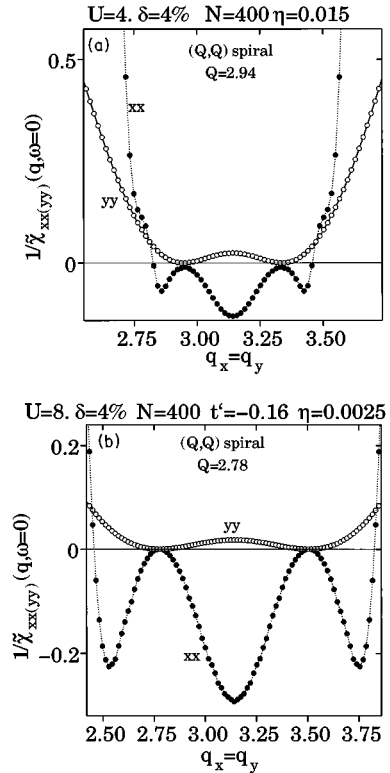 U=4. δ=4% N=400 η=0.015
(a)
(Q,Q) spiral
Q=2.94
xx
yy
0.5
0
1/χ̃xx(yy)(q,ω=0)
2.75 3.00 3.25 3.50
qx=qy
U=8. δ=4% N=400 t'=-0.16 η=0.0025
(b)
(Q,Q) spiral
Q=2.78
yy
xx
0.2
0
-0.2
1/χ̃xx(yy)(q,ω=0)
2.50 2.75 3.00 3.25 3.50 3.75
qx=qy